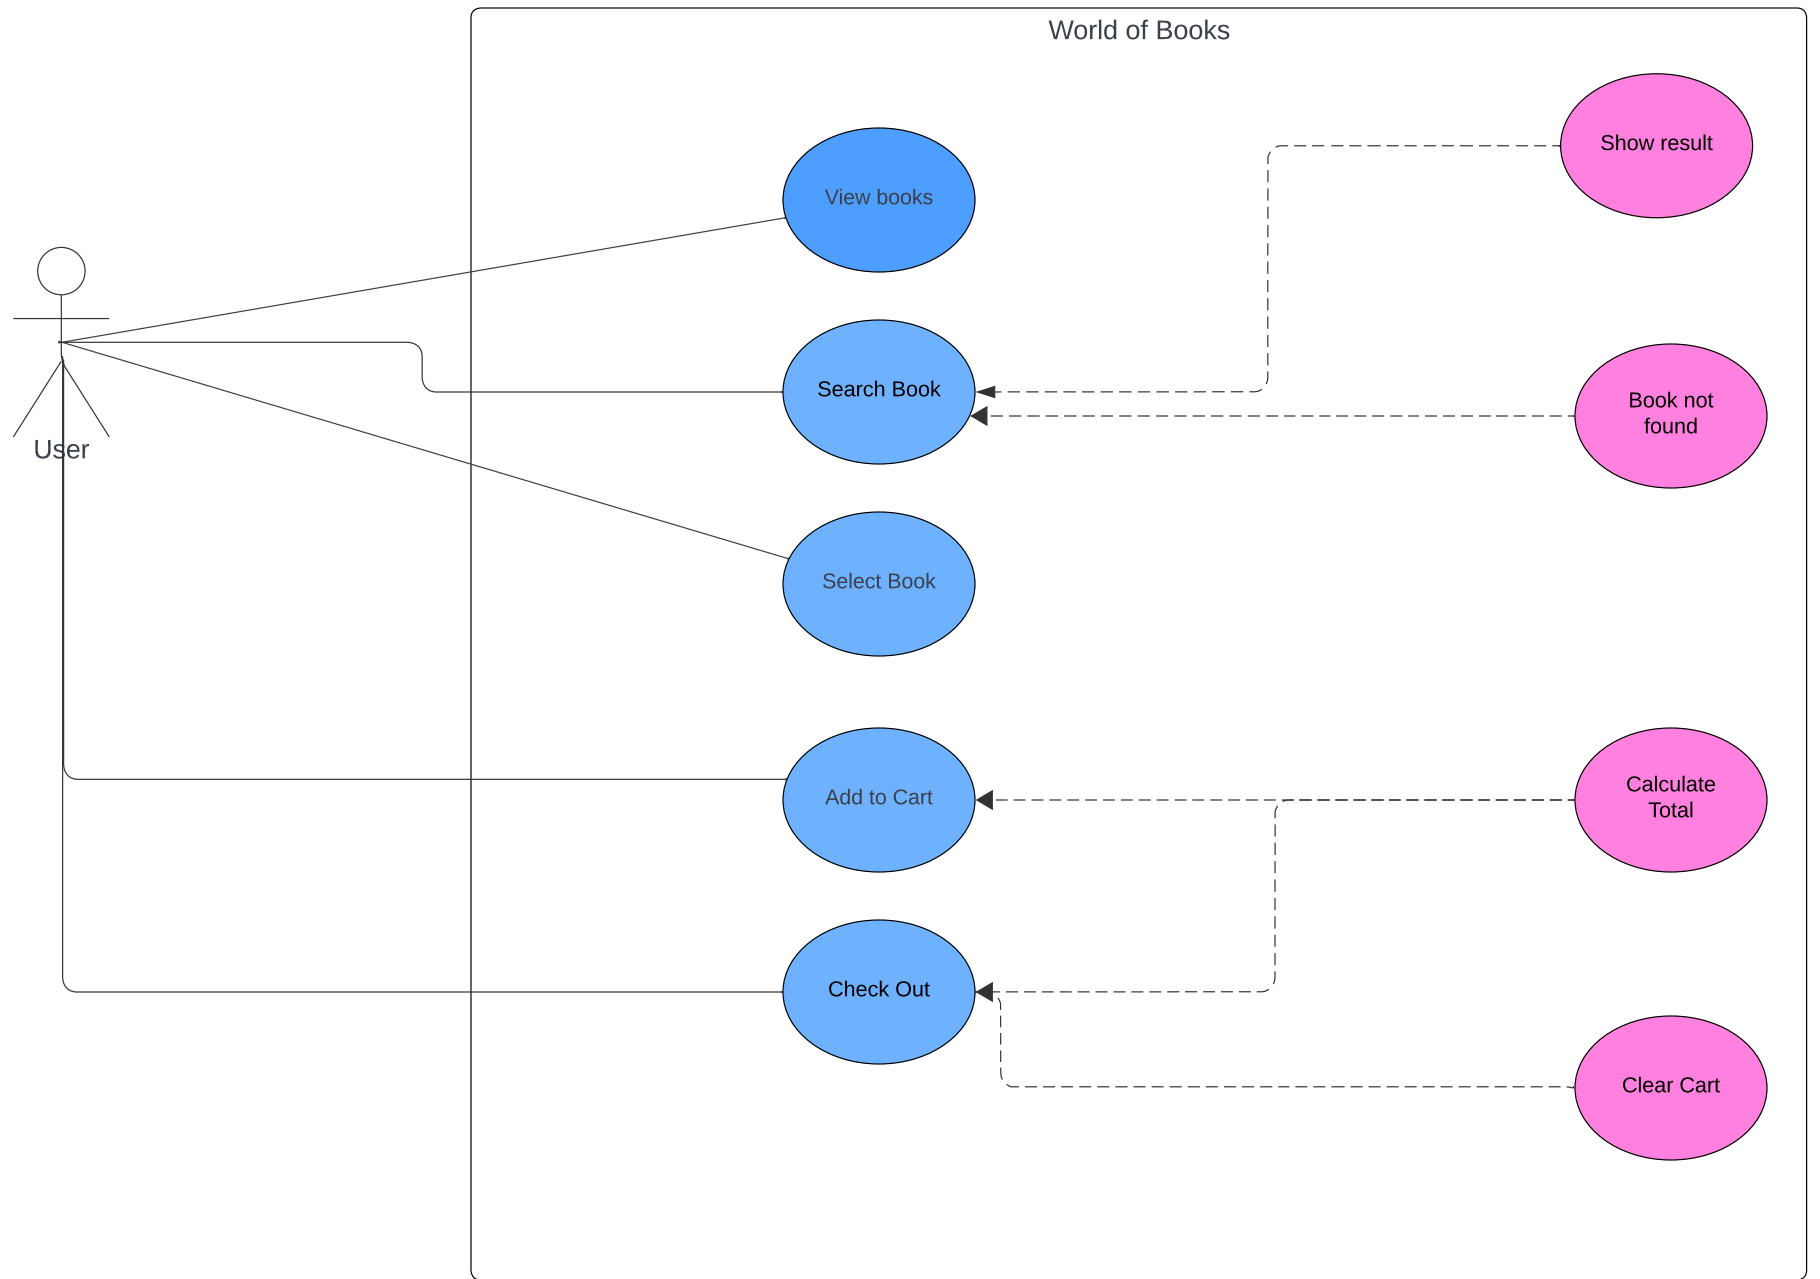 World of Books
Show result
View books
Search Book
Book not
found
User
Select Book
Add to Cart
Calculate
Total
Check Out
Clear Cart